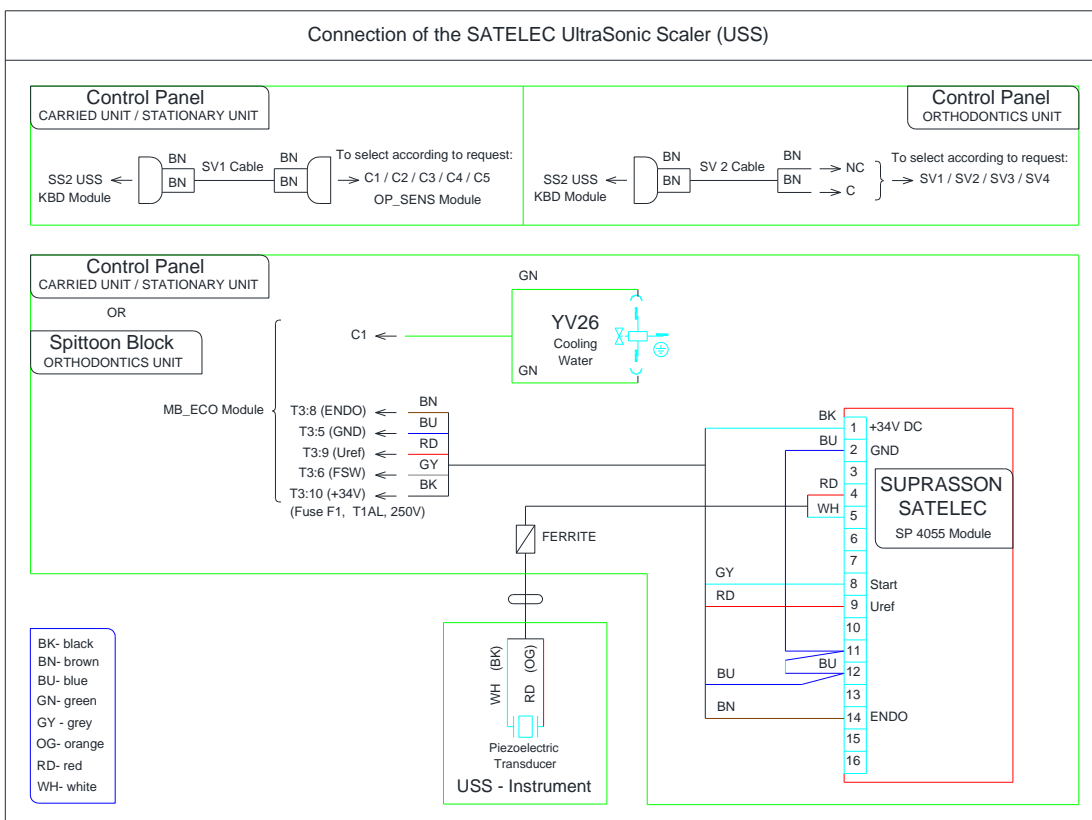 Connection of the SATELEC UltraSonic Scaler (USS)
Control Panel
CARRIED UNIT / STATIONARY UNIT
SS2 USS
KBD Module
BN
BN
SV1 Cable
BN
BN
To select according to request:
C1 / C2 / C3 / C4 / C5
OP_SENS Module
Control Panel
ORTHODONTICS UNIT
SS2 USS
KBD Module
BN
BN
SV 2 Cable
BN
BN
NC
C
To select according to request:
SV1 / SV2 / SV3 / SV4
Control Panel
CARRIED UNIT / STATIONARY UNIT
OR
Spittoon Block
ORTHODONTICS UNIT
MB_ECO Module
C1
GN
GN
YV26
Cooling
Water
T3:8 (ENDO)
BN
T3:5 (GND)
BU
T3:9 (Uref)
RD
T3:6 (FSW)
GY
T3:10 (+34V)
BK
(Fuse F1, T1AL, 250V)
FERRITE
BK
1
+34V DC
BU
2
GND
3
RD
4
WH
5
6
7
GY
8
Start
RD
9
Uref
10
11
BU
BU
12
13
BN
14
ENDO
15
16
SUPRASSON
SATELEC
SP 4055 Module
WH (BK)
RD (OG)
Piezoelectric
Transducer
USS - Instrument
BK- black
BN- brown
BU- blue
GN- green
GY - grey
OG- orange
RD- red
WH- white